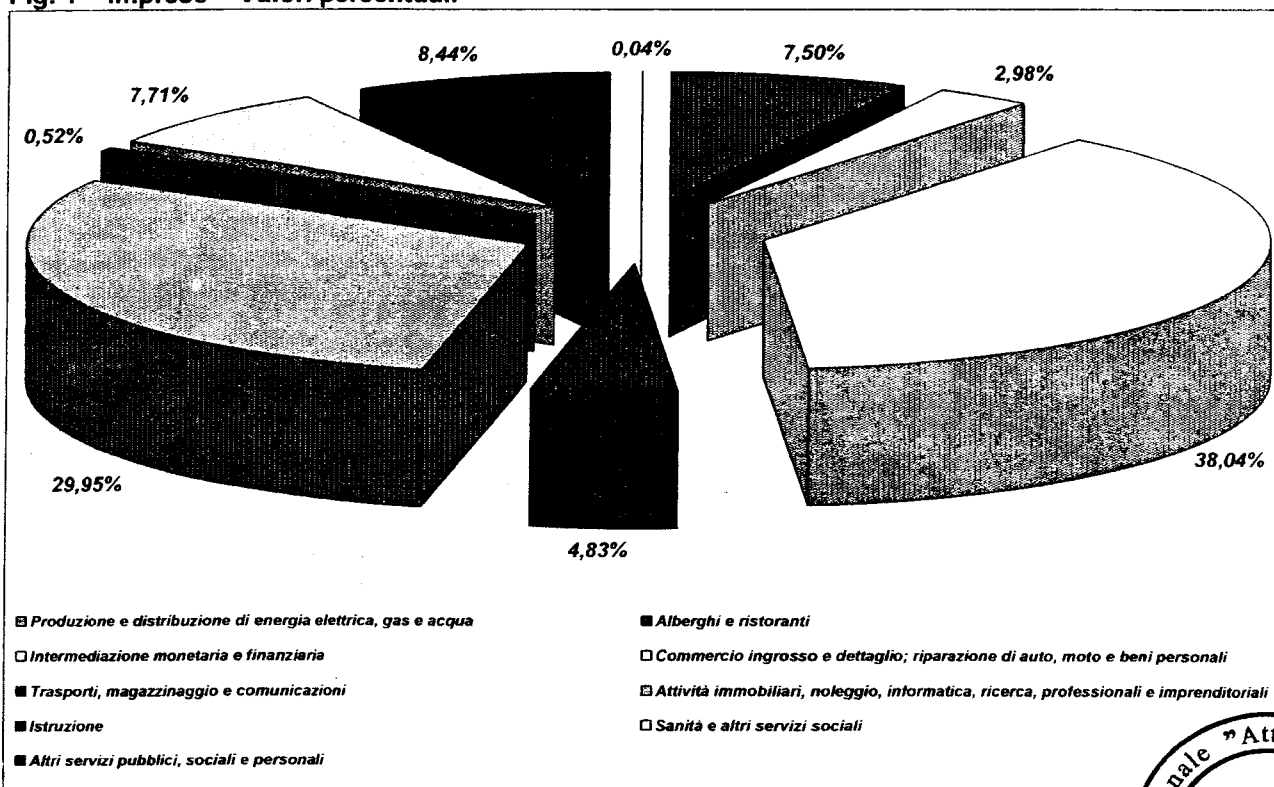 8,44%
0,04%
7,50%
2,98%
7,71%
0,52%
38,04%
29,95%
4,83%
Produzione e distribuzione di energia elettrica, gas e acqua
Alberghi e ristoranti
Intermediazione monetaria e finanziaria
Commercio ingrosso e dettaglio; riparazione di auto, moto e beni personali
Trasporti, magazzinaggio e comunicazioni
Attività immobiliari, noleggio, informatica, ricerca, professionali e imprenditoriali
Istruzione
Sanità e altri servizi sociali
Altri servizi pubblici, sociali e personali